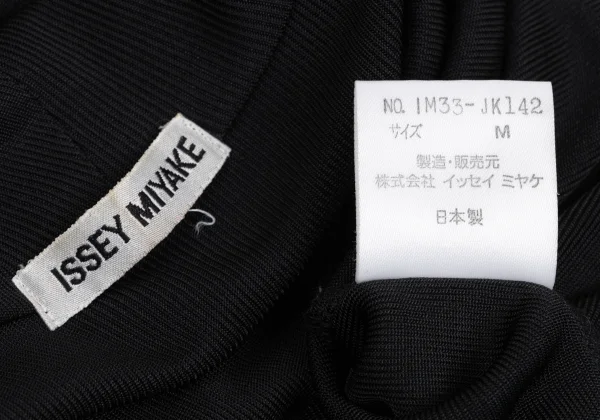 ISSEY MIYAKE
NO. IM33-JK142
サイズ M
製造・販売元
株式会社 イッセイ ミヤケ
日本製